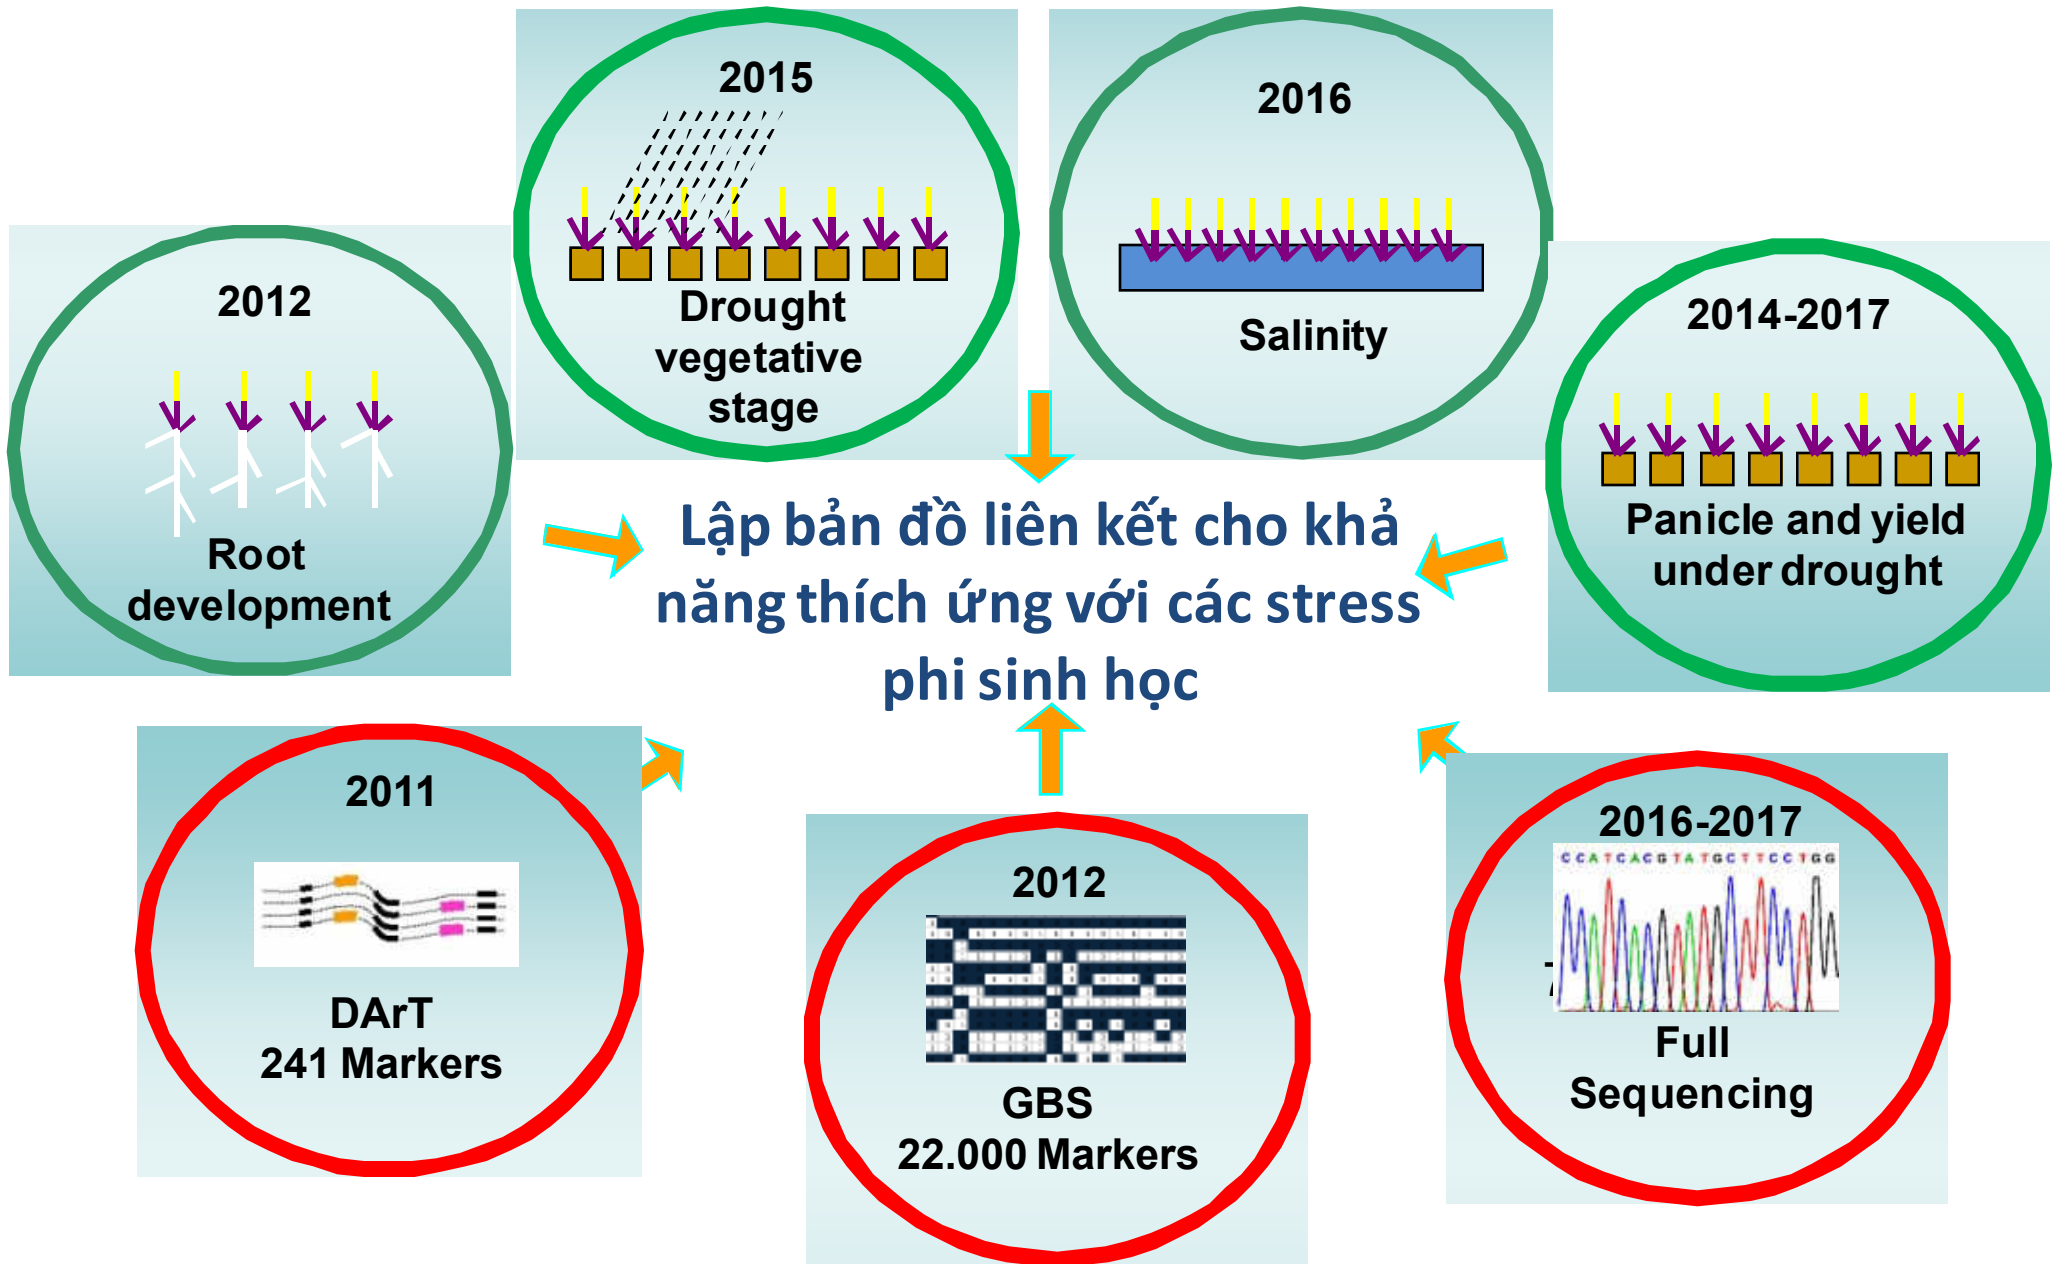 2015
Drought
vegetative
stage
2016
Salinity
2012
Root
development
2014-2017
Panicle and yield
under drought
Lập bản đồ liên kết cho khả
năng thích ứng với các stress
phi sinh học
2011
DArT
241 Markers
2012
GBS
22.000 Markers
2016-2017
CCATCACGTATGCTTCCTGG
Full
Sequencing